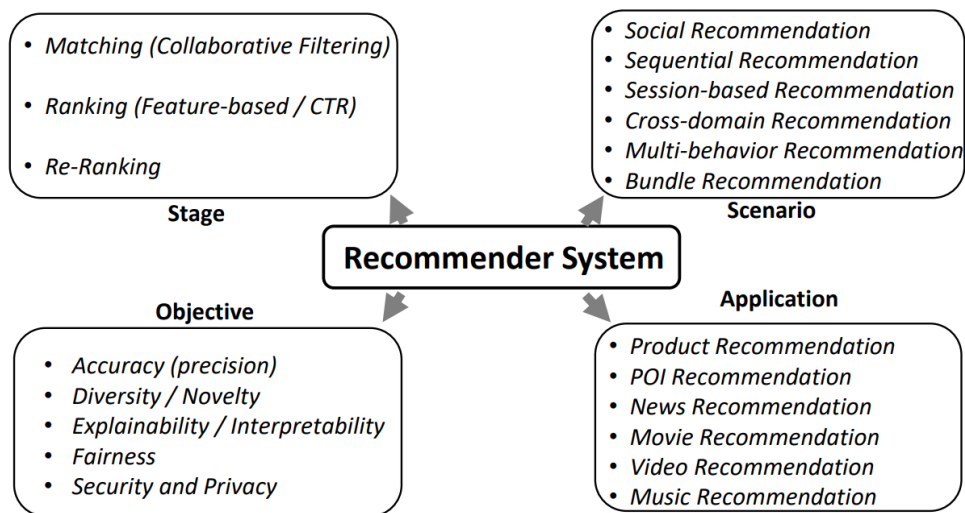 • Matching (Collaborative Filtering)
• Ranking (Feature-based / CTR)
• Re-Ranking
Stage
• Social Recommendation
• Sequential Recommendation
• Session-based Recommendation
• Cross-domain Recommendation
• Multi-behavior Recommendation
• Bundle Recommendation
Scenario
Recommender System
Objective
• Accuracy (precision)
• Diversity / Novelty
• Explainability / Interpretability
• Fairness
• Security and Privacy
Application
• Product Recommendation
• POI Recommendation
• News Recommendation
• Movie Recommendation
• Video Recommendation
• Music Recommendation